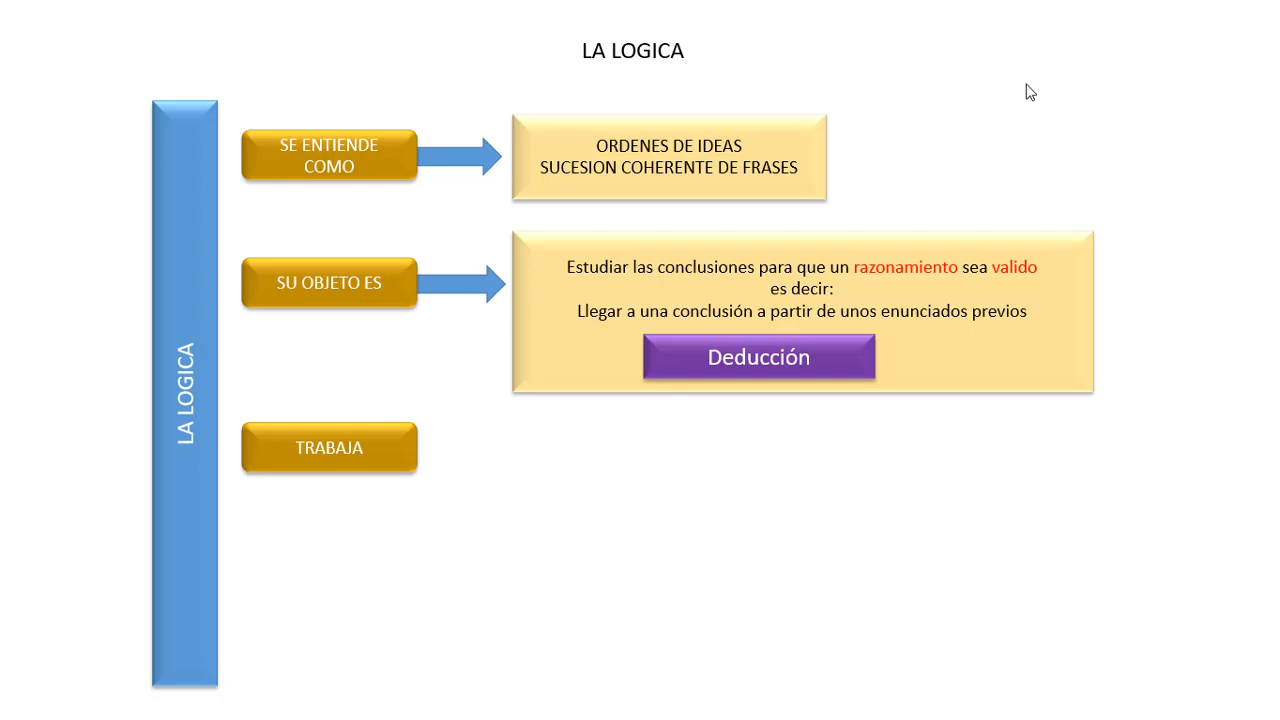 LA LOGICA
LA LOGICA
SE ENTIENDE
COMO
ORDENES DE IDEAS
SUCESION COHERENTE DE FRASES
SU OBJETO ES
Estudiar las conclusiones para que un razonamiento sea valido
es decir:
Llegar a una conclusión a partir de unos enunciados previos
Deducción
TRABAJA